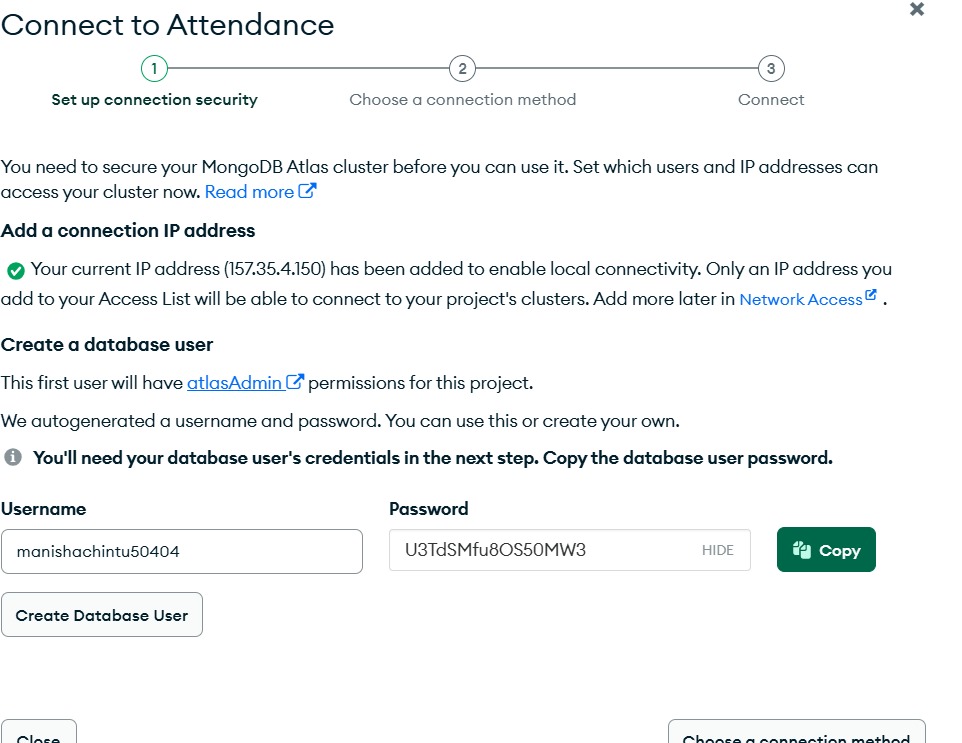 Connect to Attendance
1
2
3
Set up connection security
Choose a connection method
Connect
You need to secure your MongoDB Atlas cluster before you can use it. Set which users and IP addresses can
access your cluster now. Read more
Add a connection IP address
Your current IP address (157.35.4.150) has been added to enable local connectivity. Only an IP address you
add to your Access List will be able to connect to your project's clusters. Add more later in Network Access .
Create a database user
This first user will have atlasAdmin permissions for this project.
We autogenerated a username and password. You can use this or create your own.
You'll need your database user's credentials in the next step. Copy the database user password.
Username
Password
manishachintu50404
U3TdSMfu8OS50MW3
HIDE
Copy
Create Database User
Close
Choose a connection method